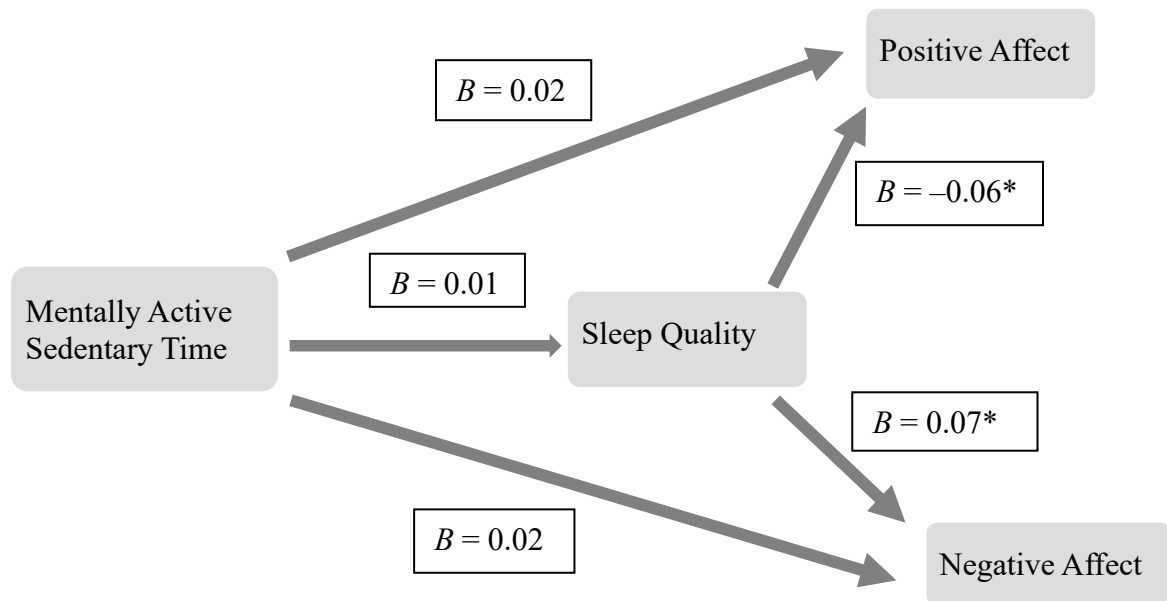 Positive Affect
B = 0.02
B = –0.06*
B = 0.01
Mentally Active
Sedentary Time
Sleep Quality
B = 0.07*
B = 0.02
Negative Affect